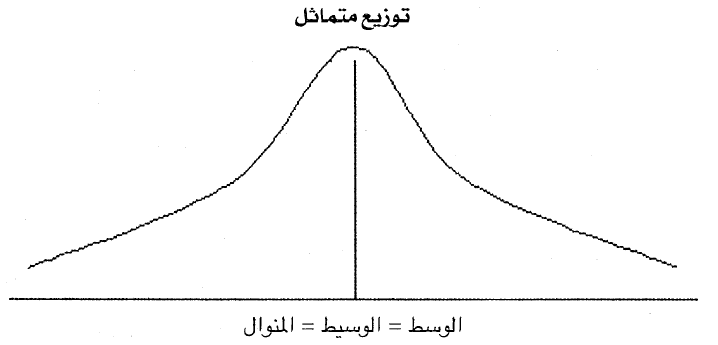 توزيع متماثل
الوسط = الوسيط = المنوال